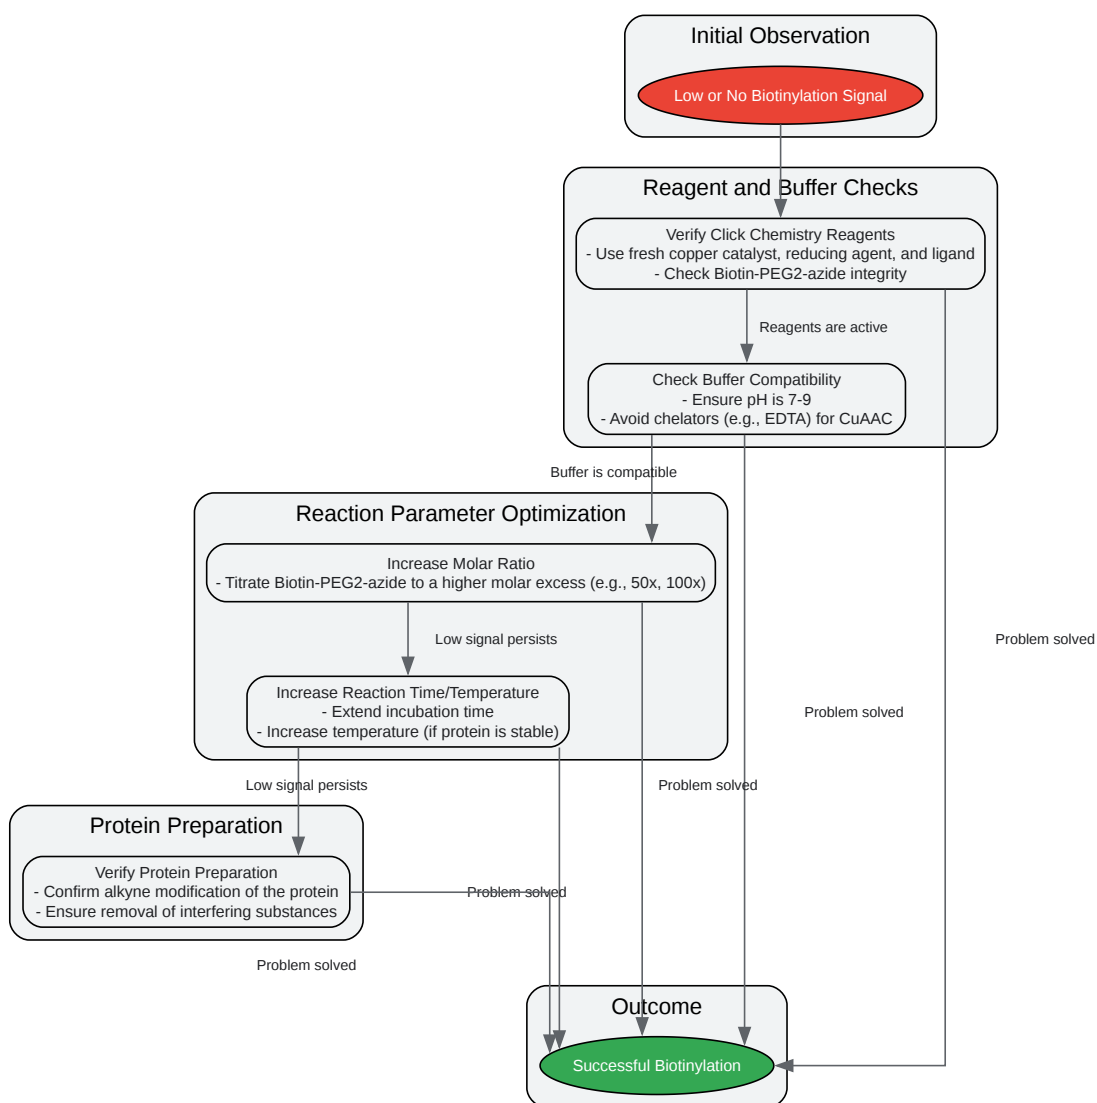 Initial Observation
Low or No Biotinylation Signal
Reagent and Buffer Checks
Verify Click Chemistry Reagents
- Use fresh copper catalyst, reducing agent, and ligand
- Check Biotin-PEG2-azide integrity
Reagents are active
Check Buffer Compatibility
- Ensure pH is 7-9
- Avoid chelators (e.g., EDTA) for CuAAC
Buffer is compatible
Reaction Parameter Optimization
Increase Molar Ratio
- Titrate Biotin-PEG2-azide to a higher molar excess (e.g., 50x, 100x)
Low signal persists
Problem solved
Increase Reaction Time/Temperature
- Extend incubation time
- Increase temperature (if protein is stable)
Problem solved
Low signal persists
Problem solved
Protein Preparation
Verify Protein Preparation
- Confirm alkyne modification of the protein
- Ensure removal of interfering substances
Problem solved
Problem solved
Outcome
Successful Biotinylation